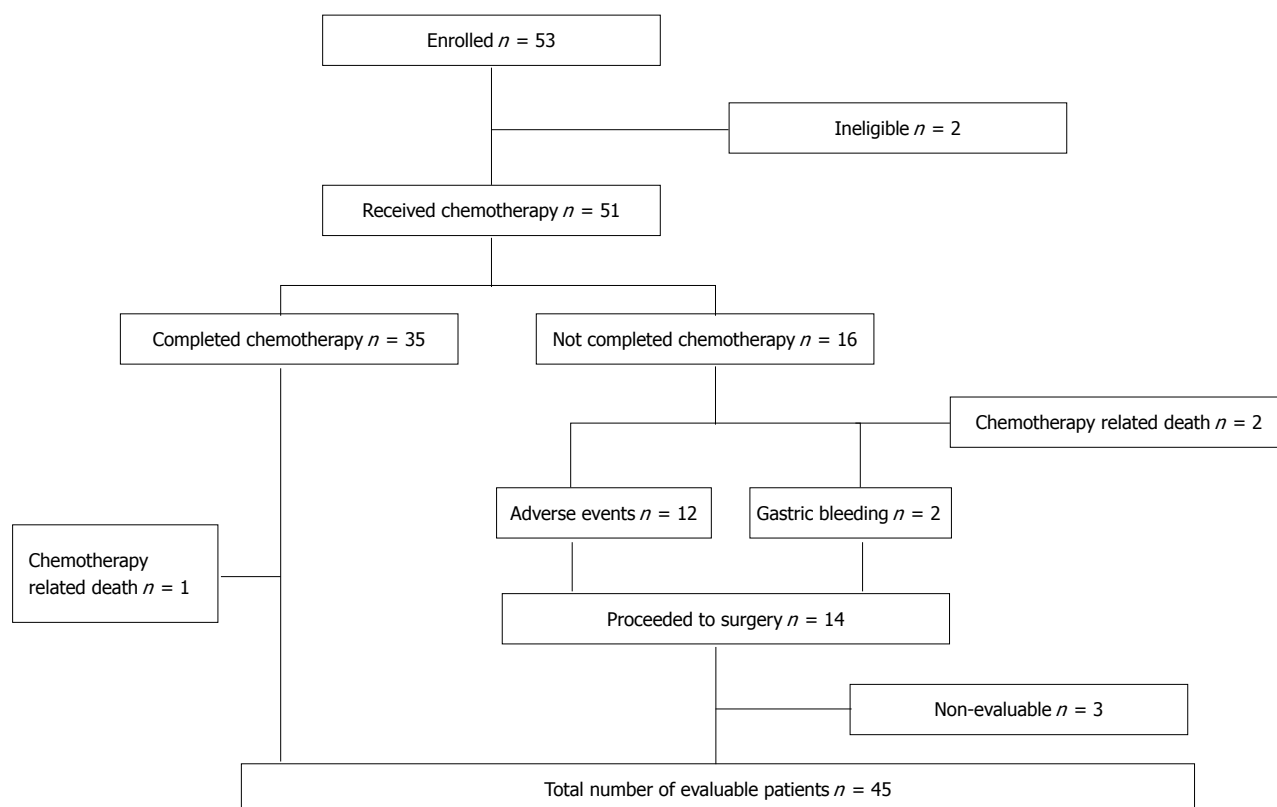 Enrolled n = 53
Ineligible n = 2
Received chemotherapy n = 51
Completed chemotherapy n = 35
Not completed chemotherapy n = 16
Chemotherapy related death n = 2
Adverse events n = 12
Gastric bleeding n = 2
Chemotherapy
related death n = 1
Proceeded to surgery n = 14
Non-evaluable n = 3
Total number of evaluable patients n = 45